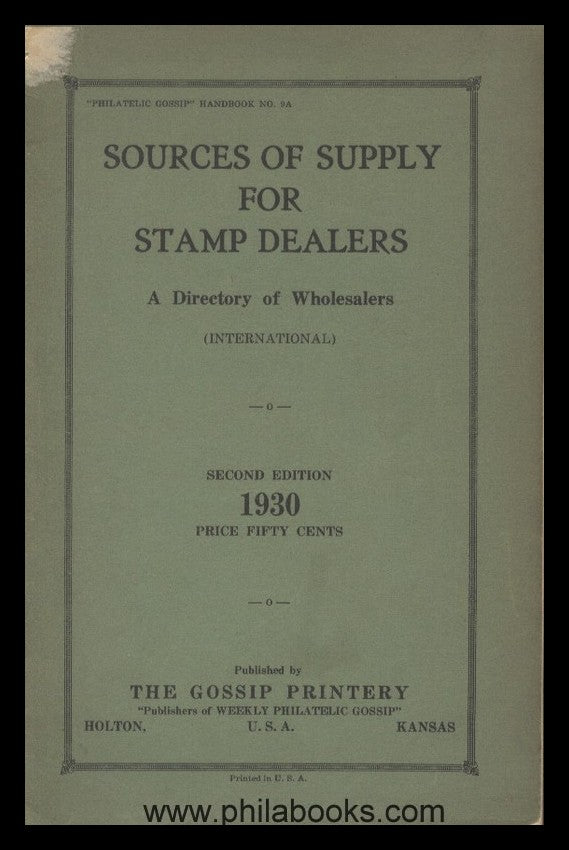 "PHILATELIC GOSSIP" HANDBOOK NO. 9A
SOURCES OF SUPPLY
FOR
STAMP DEALERS
A Directory of Wholesalers
(INTERNATIONAL)
— o —
SECOND EDITION
1930
PRICE FIFTY CENTS
— o —
Published by
THE GOSSIP PRINTERY
"Publishers of WEEKLY PHILATELIC GOSSIP"
HOLTON, U. S. A. KANSAS
Printed in U. S. A.
www.philabooks.com